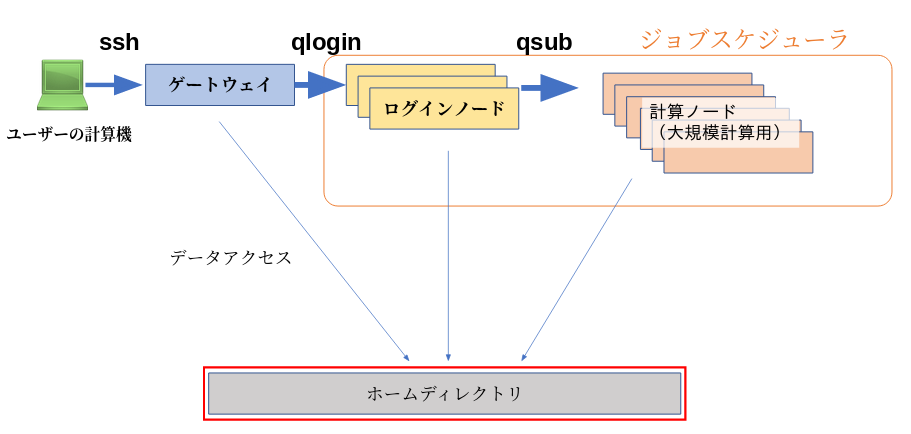 ssh
qlogin
qsub
ジョブスケジューラ
ゲートウェイ
ログインノード
計算ノード
（大規模計算用）
ユーザーの計算機
データアクセス
ホームディレクトリ